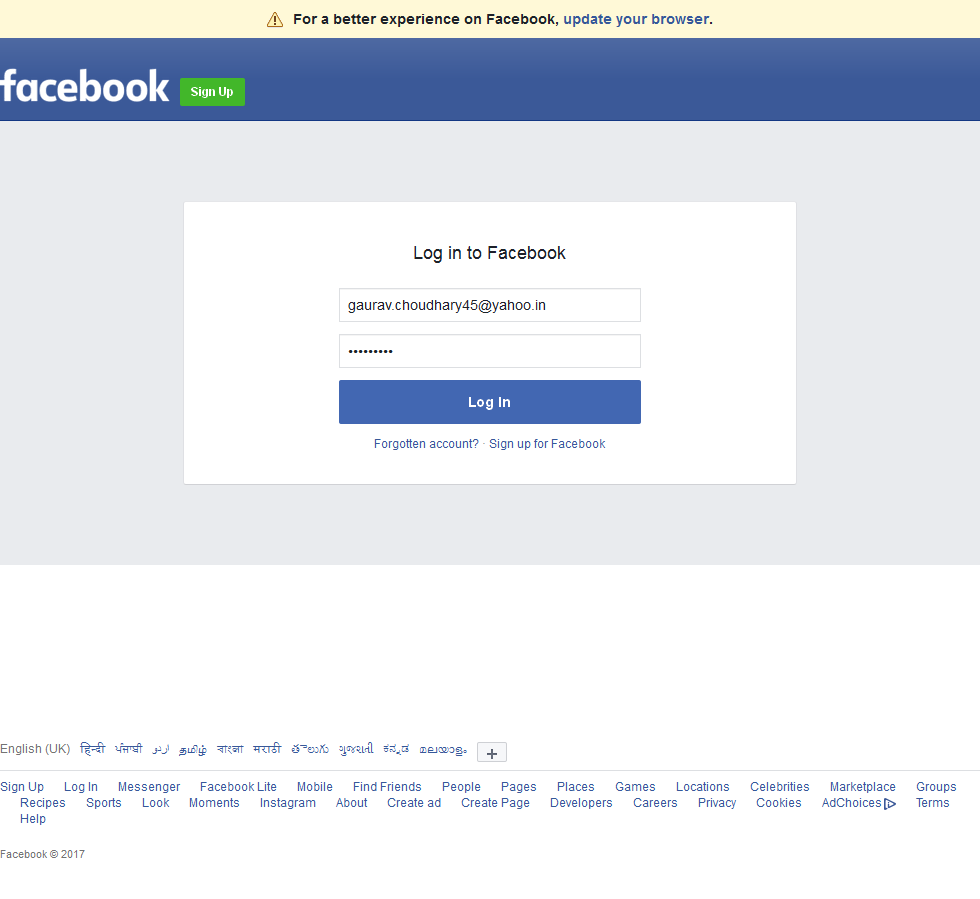 For a better experience on Facebook, update your browser.
facebook Sign Up
Log in to Facebook
gaurav.choudhary45@yahoo.in
•••••••••
Log In
Forgotten account? · Sign up for Facebook
English (UK) हिन्दी ਪੰਜਾਬੀ اردو தமிழ் বাংলা मराठी తెలుగు ગુજરાતી ಕನ್ನಡ മലയാളം +
Sign Up Log In Messenger Facebook Lite Mobile Find Friends People Pages Places Games Locations Celebrities Marketplace Groups
Recipes Sports Look Moments Instagram About Create ad Create Page Developers Careers Privacy Cookies AdChoices Terms
Help
Facebook © 2017